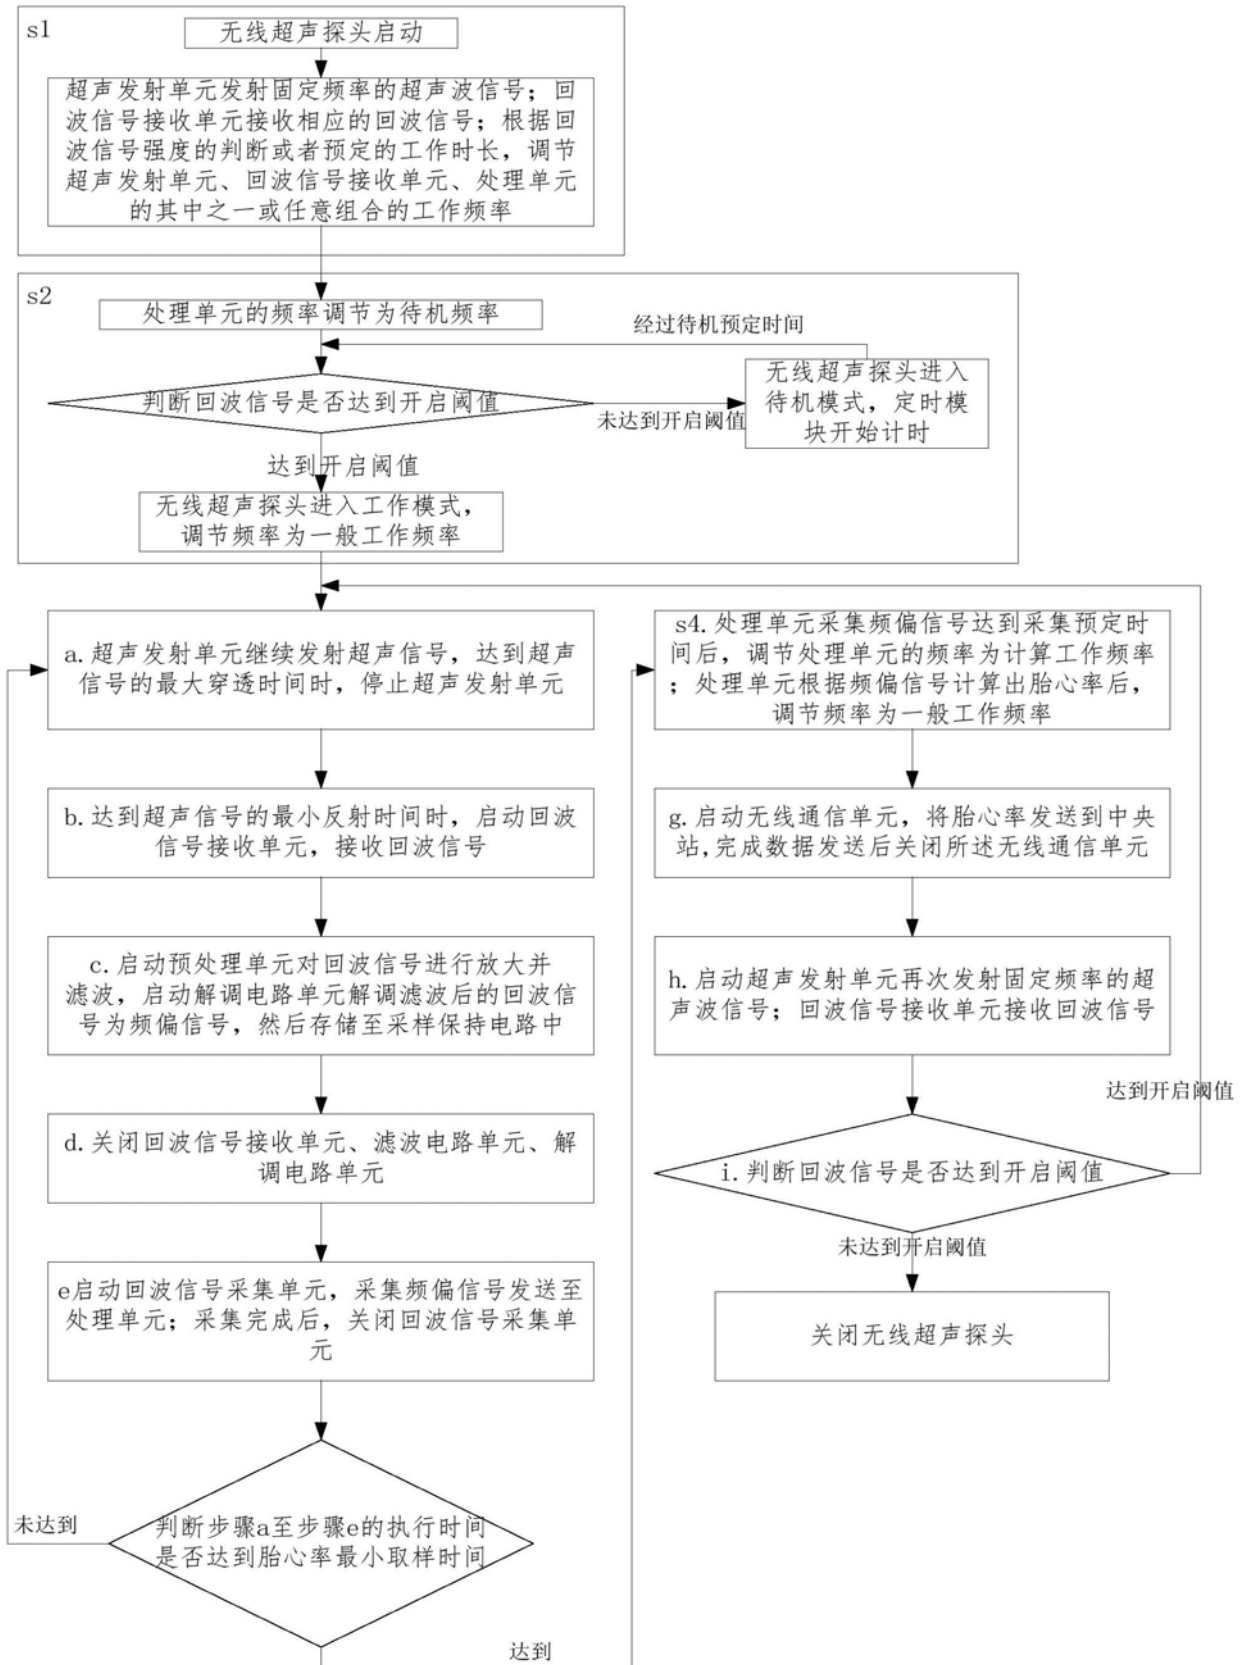 s1
无线超声探头启动
超声发射单元发射固定频率的超声波信号；回
波信号接收单元接收相应的回波信号；根据回
波信号强度的判断或者预定的工作时长，调节
超声发射单元、回波信号接收单元、处理单元
的其中之一或任意组合的工作频率
s2
处理单元的频率调节为待机频率
经过待机预定时间
判断回波信号是否达到开启阈值
未达到开启阈值
无线超声探头进入
待机模式，定时模
块开始计时
达到开启阈值
无线超声探头进入工作模式，
调节频率为一般工作频率
a.超声发射单元继续发射超声信号，达到超声
信号的最大穿透时间时，停止超声发射单元
b.达到超声信号的最小反射时间时，启动回波
信号接收单元，接收回波信号
c.启动预处理单元对回波信号进行放大并
滤波，启动解调电路单元解调滤波后的回波信
号为频偏信号，然后存储至采样保持电路中
d.关闭回波信号接收单元、滤波电路单元、解
调电路单元
e启动回波信号采集单元，采集频偏信号发送至
处理单元；采集完成后，关闭回波信号采集单
元
判断步骤a至步骤e的执行时间
是否达到胎心率最小取样时间
未达到
达到
s4.处理单元采集频偏信号达到采集预定时
间后，调节处理单元的频率为计算工作频率
；处理单元根据频偏信号计算出胎心率后，
调节频率为一般工作频率
g.启动无线通信单元，将胎心率发送到中央
站,完成数据发送后关闭所述无线通信单元
h.启动超声发射单元再次发射固定频率的超
声波信号；回波信号接收单元接收回波信号
达到开启阈值
i.判断回波信号是否达到开启阈值
未达到开启阈值
关闭无线超声探头